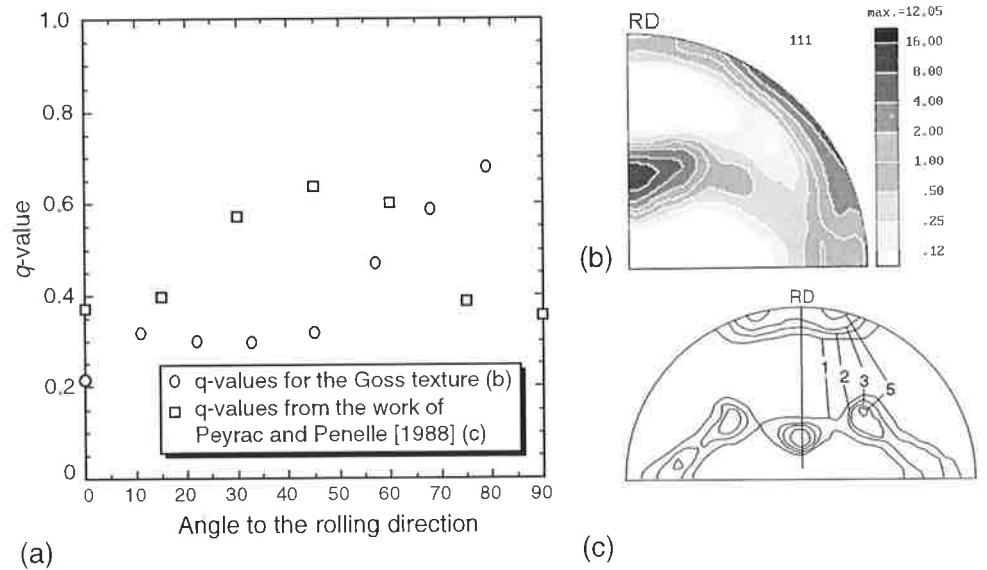 1.0
0.8
0.6
0.4
0,2
0
q-value
0 10 20 30 40 50 60 70 80 90
Angle to the rolling direction
q-values for the Goss texture (b)
q-values from the work of
Peyrac and Penelle [1988] (c)
(a)
RD
111
max.=12.05
16.00
8.00
4.00
2.00
1.00
.50
.25
.12
(b)
RD
1 2 3 5
(c)